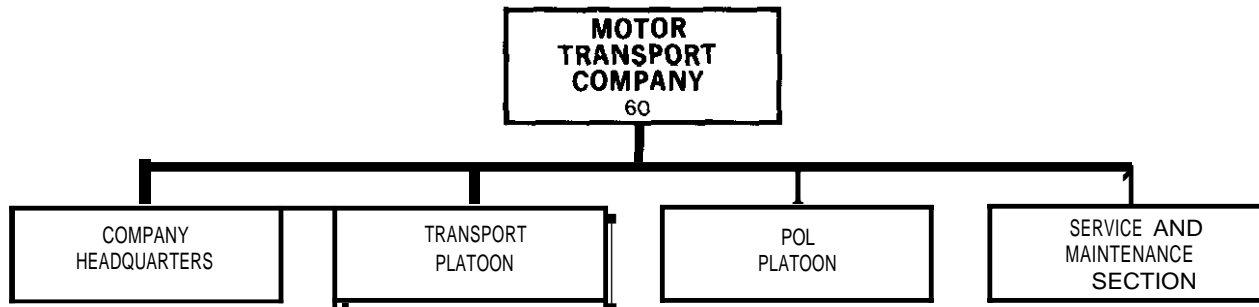 MOTOR
TRANSPORT
COMPANY
60
COMPANY
HEADQUARTERS
TRANSPORT
PLATOON
POL
PLATOON
SERVICE AND
MAINTENANCE
SECTION